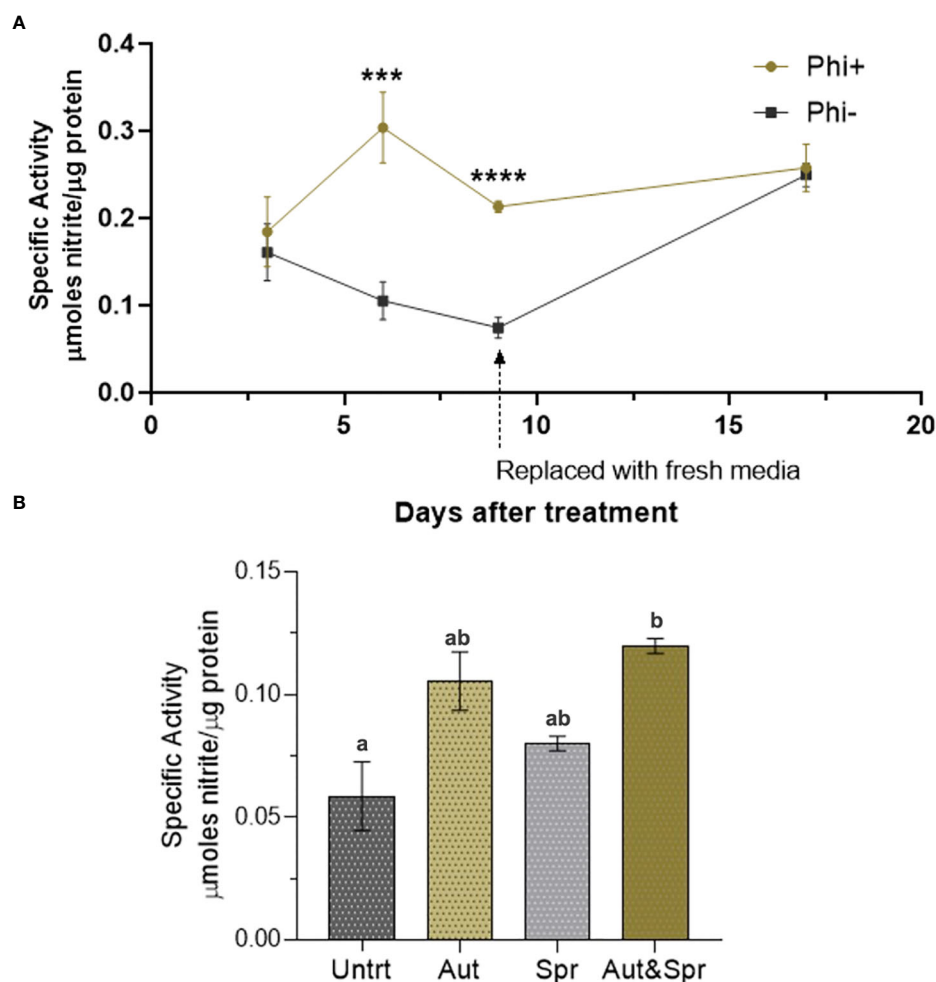 A
Specific Activity
μmoles nitrite/μg protein
0.4
0.3
0.2
0.1
0.0
***
****
Phi+
Phi-
0
5
10
15
20
Replaced with fresh media
Days after treatment
B
Specific Activity
μmoles nitrite/μg protein
0.15
0.10
0.05
0.00
a
ab
ab
b
Untrt
Aut
Spr
Aut&Spr